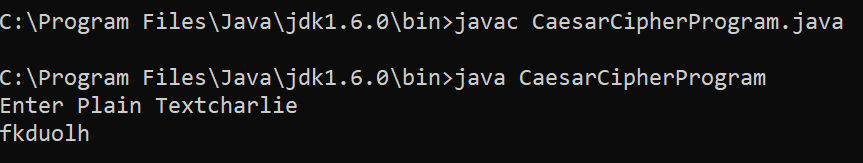 C:\Program Files\Java\jdk1.6.0\bin>javac CaesarCipherProgram.java
C:\Program Files\Java\jdk1.6.0\bin>java CaesarCipherProgram
Enter Plain Textcharlie
fkduolh